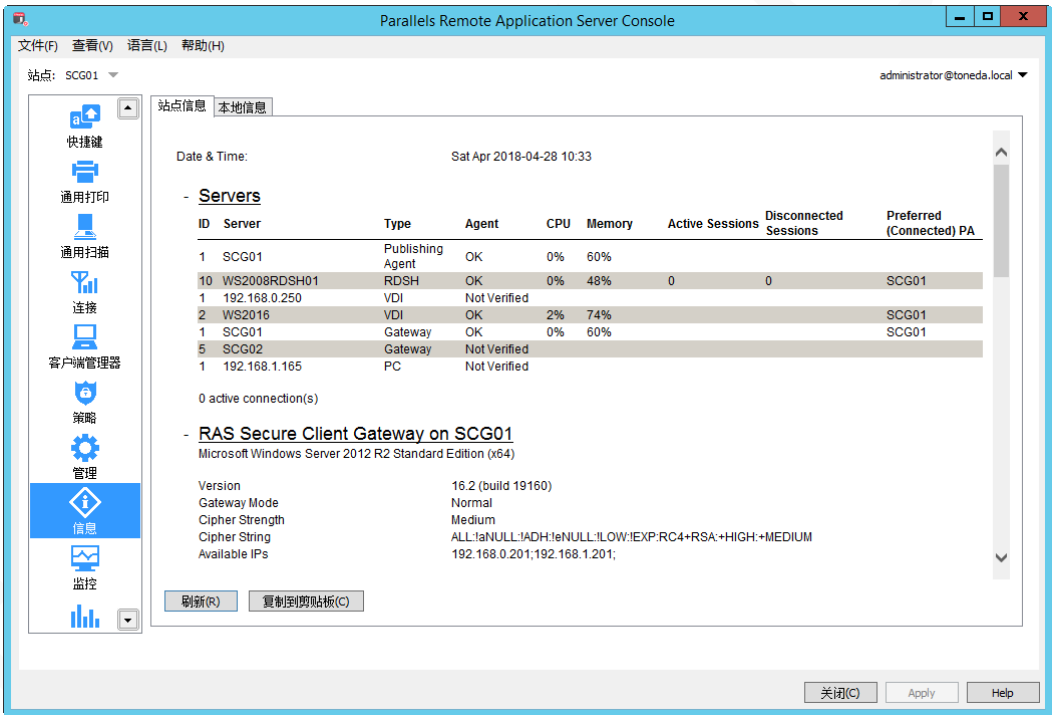 Parallels Remote Application Server Console
文件(F) 查看(V) 语言(L) 帮助(H)
站点: SCG01
administrator@toneda.local
快捷键
通用打印
通用扫描
连接
客户端管理器
策略
管理
信息
监控
站点信息 本地信息
Date & Time: Sat Apr 2018-04-28 10:33
- Servers
ID Server Type Agent CPU Memory Active Sessions Disconnected Sessions Preferred (Connected) PA
1 SCG01 Publishing Agent OK 0% 60%
10 WS2008RDSH01 RDSH OK 0% 48% 0 0 SCG01
1 192.168.0.250 VDI Not Verified
2 WS2016 VDI OK 2% 74% SCG01
1 SCG01 Gateway OK 0% 60% SCG01
5 SCG02 Gateway Not Verified
1 192.168.1.165 PC Not Verified
0 active connection(s)
- RAS Secure Client Gateway on SCG01
Microsoft Windows Server 2012 R2 Standard Edition (x64)
Version 16.2 (build 19160)
Gateway Mode Normal
Cipher Strength Medium
Cipher String ALL:!aNULL:!ADH:!eNULL:!LOW:!EXP:RC4+RSA:+HIGH:+MEDIUM
Available IPs 192.168.0.201;192.168.1.201;
刷新(R) 复制到剪贴板(C)
关闭(C) Apply Help